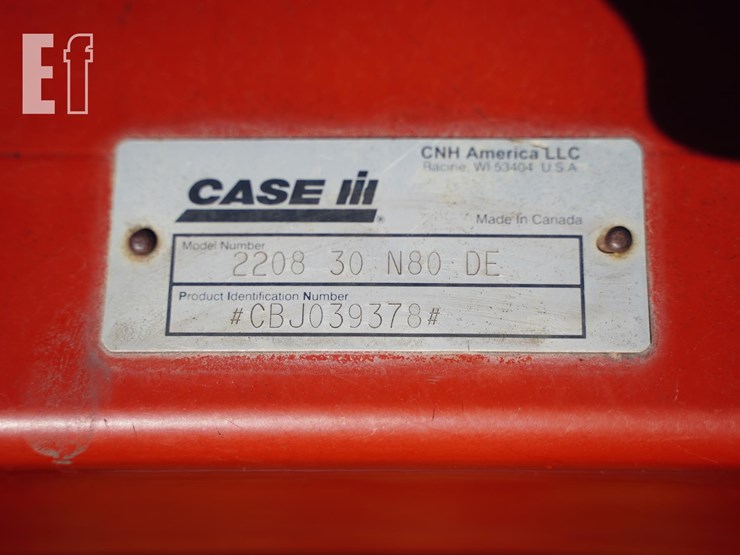 Ef
CNH America LLC
Racine, WI 53404 U.S.A.
CASE IH
®
Made in Canada
Model Number
2208 30 N80 DE
Product Identification Number
#CBJ039378#